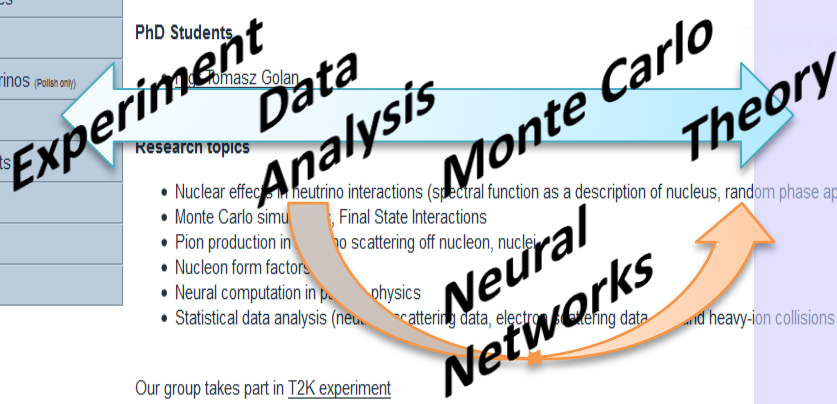 PhD Students
rinos (Polish only)
Tomasz Golan
Experiment
Data
Analysis
Monte Carlo
Theory
Research topics
ts
Nuclear effects in neutrino interactions (spectral function as a description of nucleus, random phase ap
Monte Carlo simu , Final State Interactions
Pion production in no scattering off nucleon, nuclei
Nucleon form factors
Neural computation in physics
Statistical data analysis (neu scattering data, electron scattering data and heavy-ion collisions
Neural
Networks
Our group takes part in T2K experiment